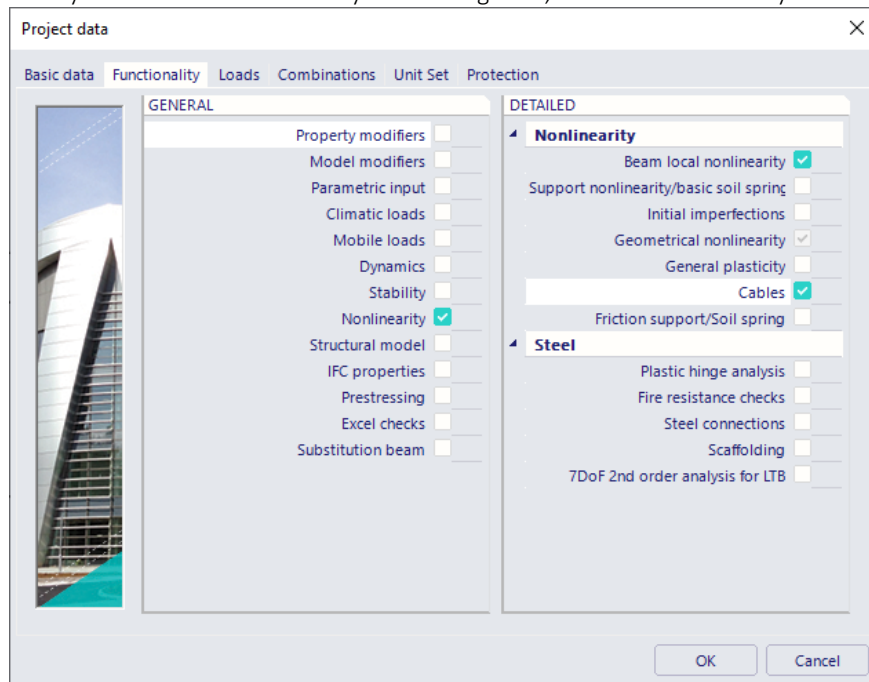 Project data
Basic data Functionality Loads Combinations Unit Set Protection
GENERAL
Property modifiers
Model modifiers
Parametric input
Climatic loads
Mobile loads
Dynamics
Stability
Nonlinearity
Structural model
IFC properties
Prestressing
Excel checks
Substitution beam
DETAILED
Nonlinearity
Beam local nonlinearity
Support nonlinearity/basic soil spring
Initial imperfections
Geometrical nonlinearity
General plasticity
Cables
Friction support/Soil spring
Steel
Plastic hinge analysis
Fire resistance checks
Steel connections
Scaffolding
7DoF 2nd order analysis for LTB
OK Cancel